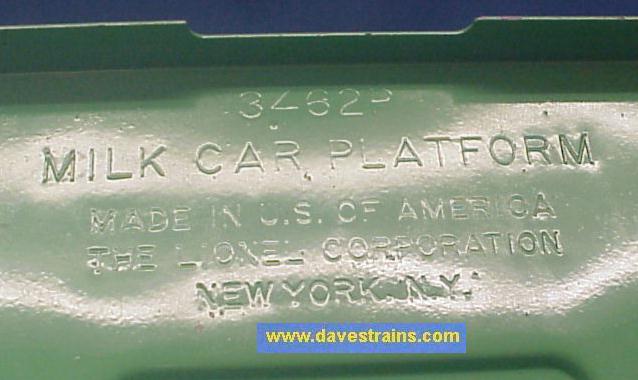 3462P
MILK CAR PLATFORM
MADE IN U.S. OF AMERICA
THE LIONEL CORPORATION
NEW YORK, N.Y.
www.davestrains.com